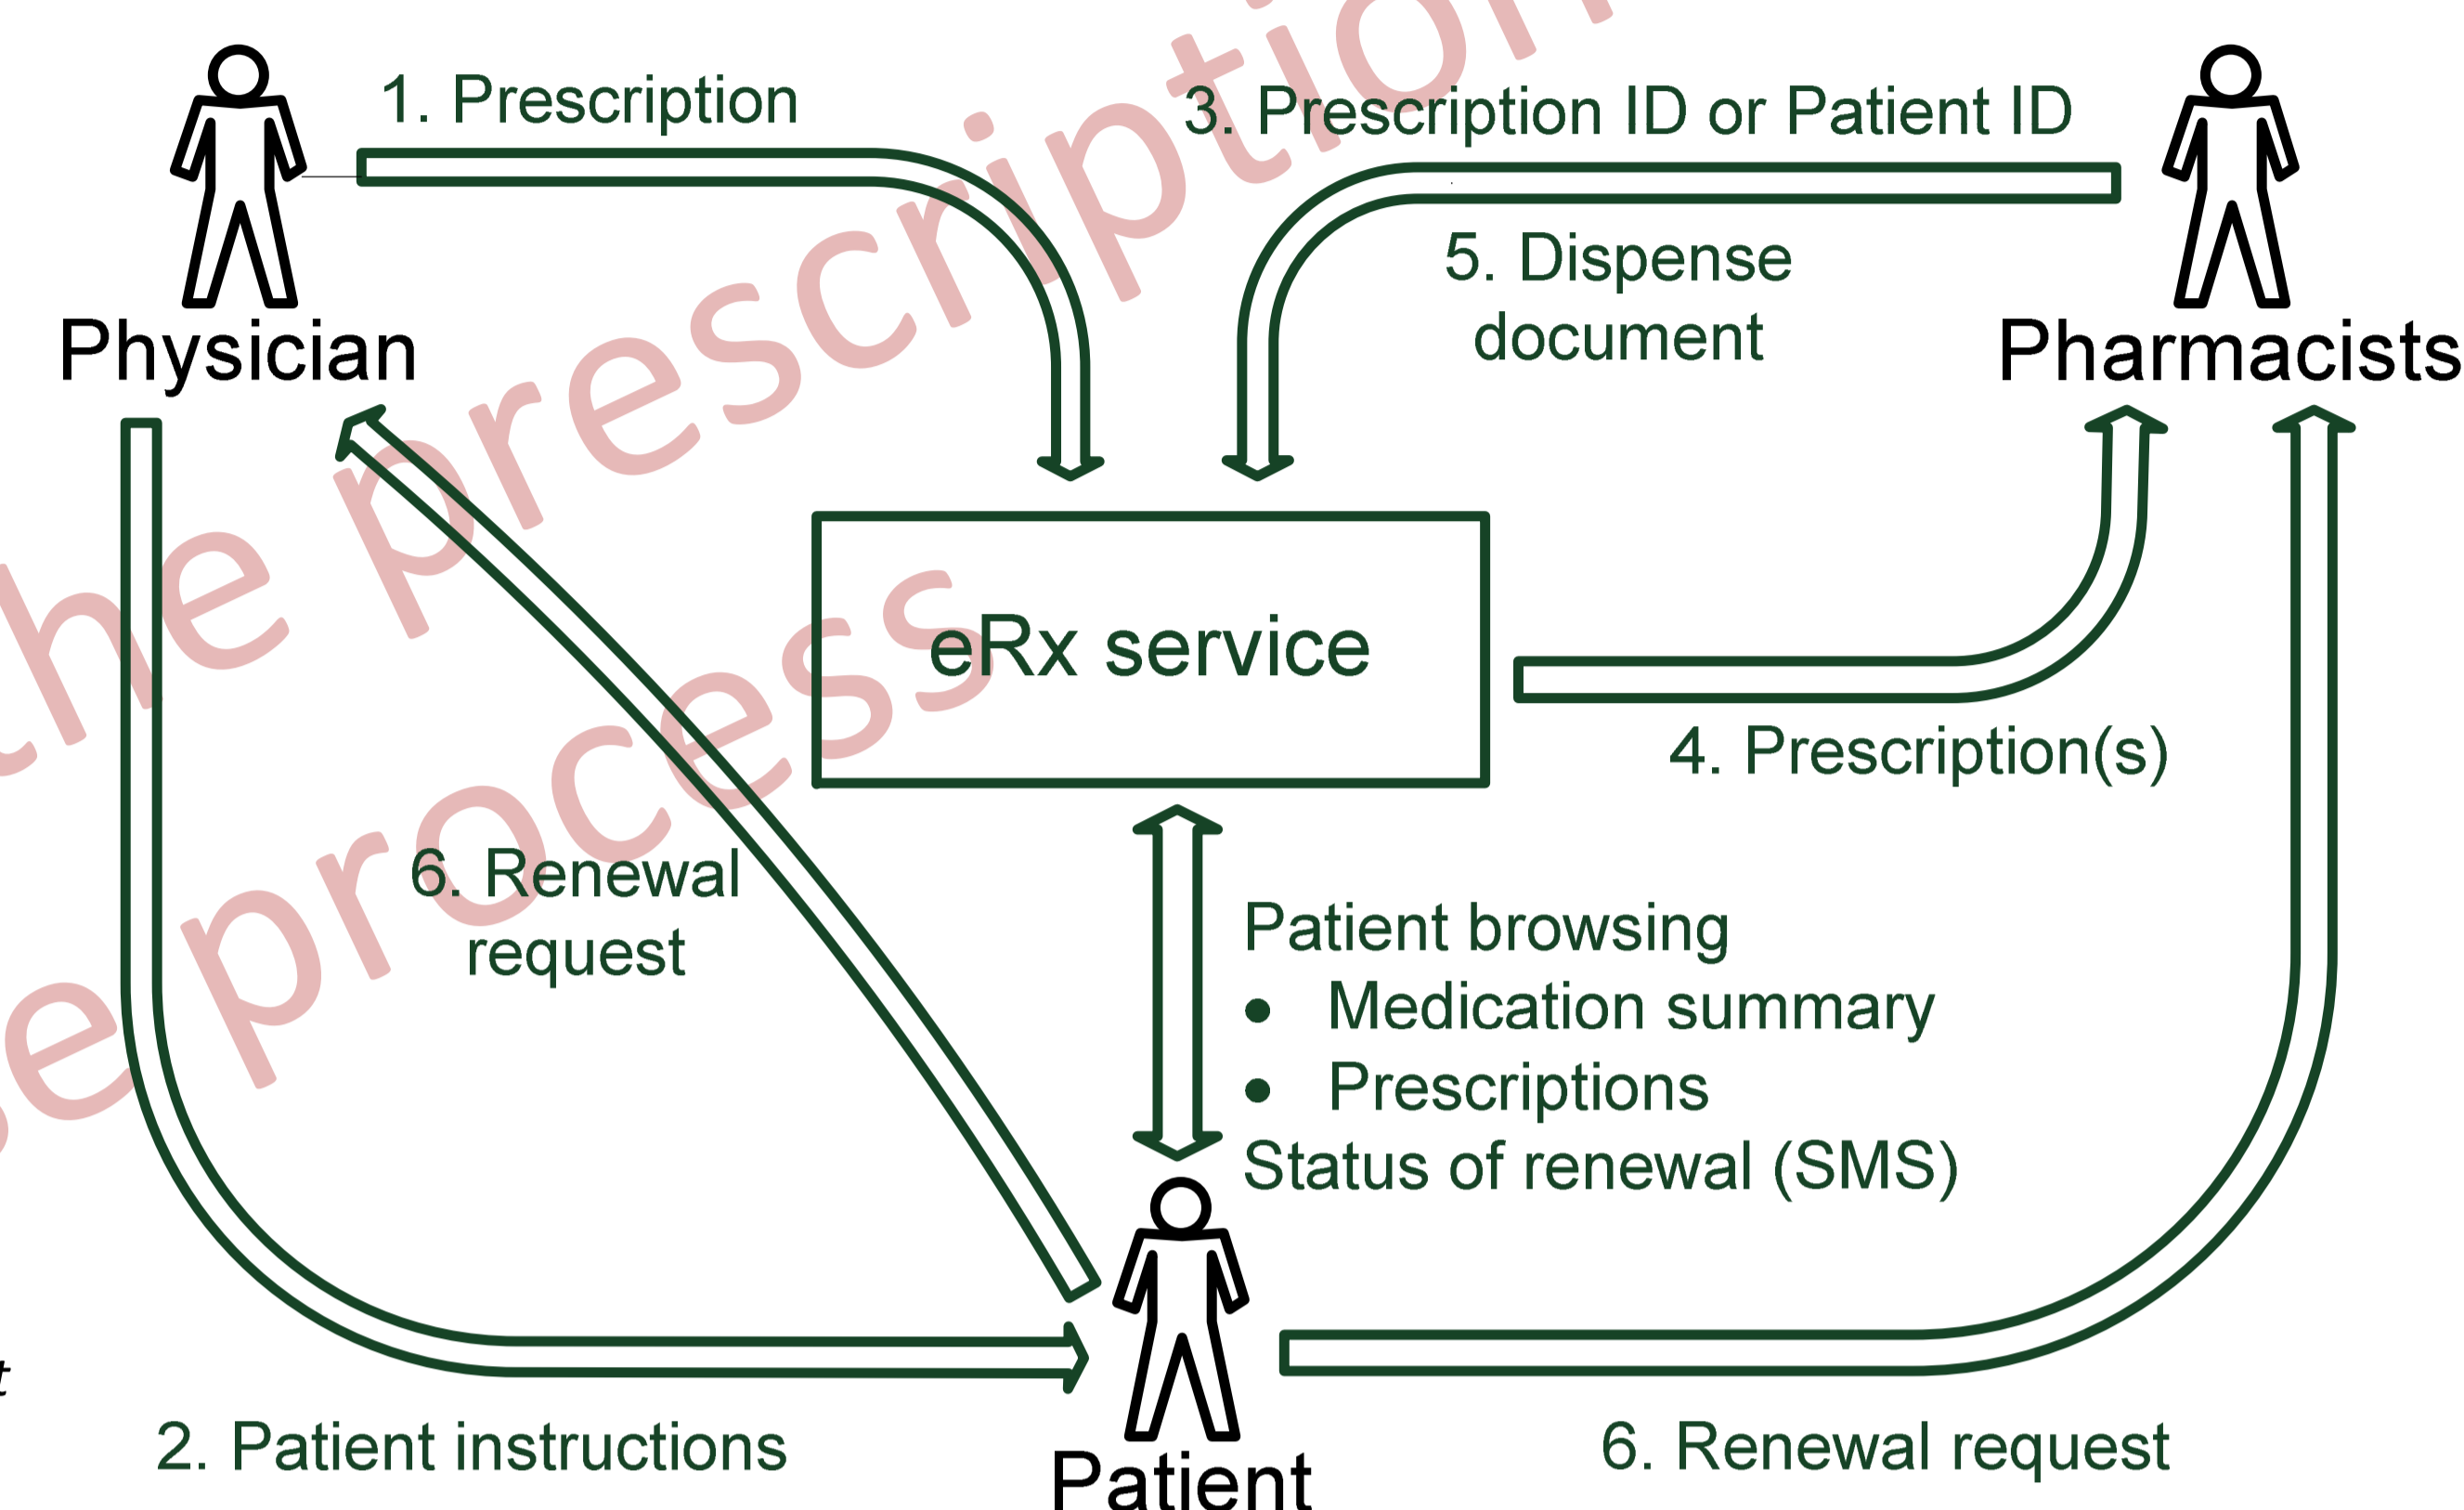 1. Prescription
3. Prescription ID or Patient ID
5. Dispense
document
Physician
Pharmacists
the prescription
process
eRx service
4. Prescription(s)
6. Renewal
request
Patient browsing
• Medication summary
• Prescriptions
Status of renewal (SMS)
2. Patient instructions
6. Renewal request
Patient